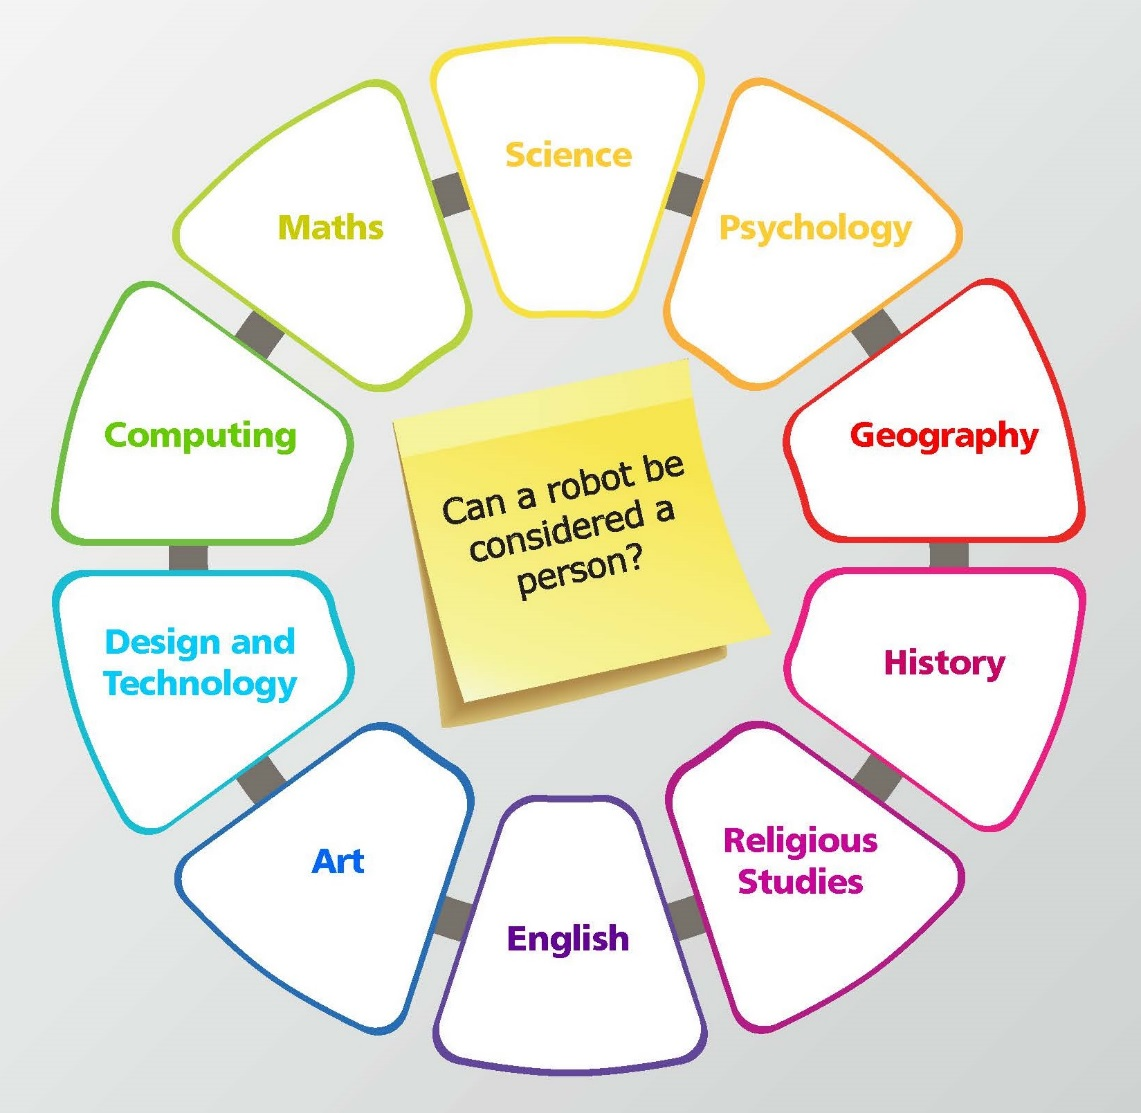 Science
Maths
Psychology
Computing
Geography
Can a robot be
considered a
person?
Design and
Technology
History
Art
Religious
Studies
English